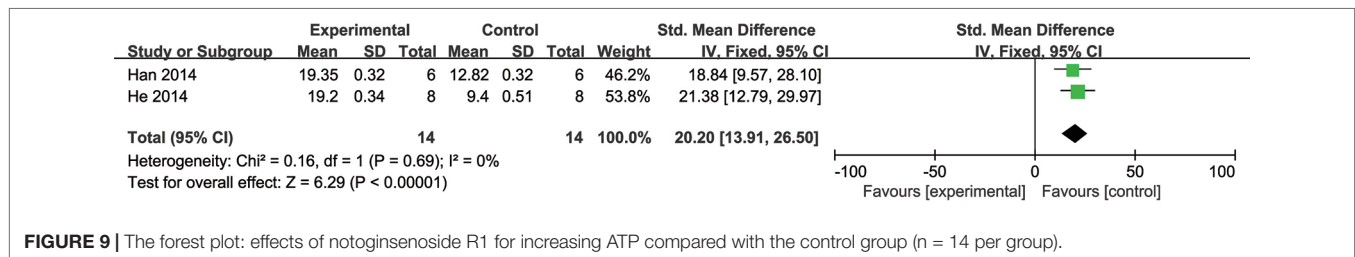 Experimental Control Std. Mean Difference Std. Mean Difference
Study or Subgroup Mean SD Total Mean SD Total Weight IV, Fixed, 95% CI IV, Fixed, 95% CI
Han 2014 19.35 0.32 6 12.82 0.32 6 46.2% 18.84 [9.57, 28.10]
He 2014 19.2 0.34 8 9.4 0.51 8 53.8% 21.38 [12.79, 29.97]
Total (95% CI) 14 14 100.0% 20.20 [13.91, 26.50]
Heterogeneity: Chi² = 0.16, df = 1 (P = 0.69); I² = 0%
Test for overall effect: Z = 6.29 (P < 0.00001)
-100 -50 0 50 100
Favours [experimental] Favours [control]
FIGURE 9 | The forest plot: effects of notoginsenoside R1 for increasing ATP compared with the control group (n = 14 per group).